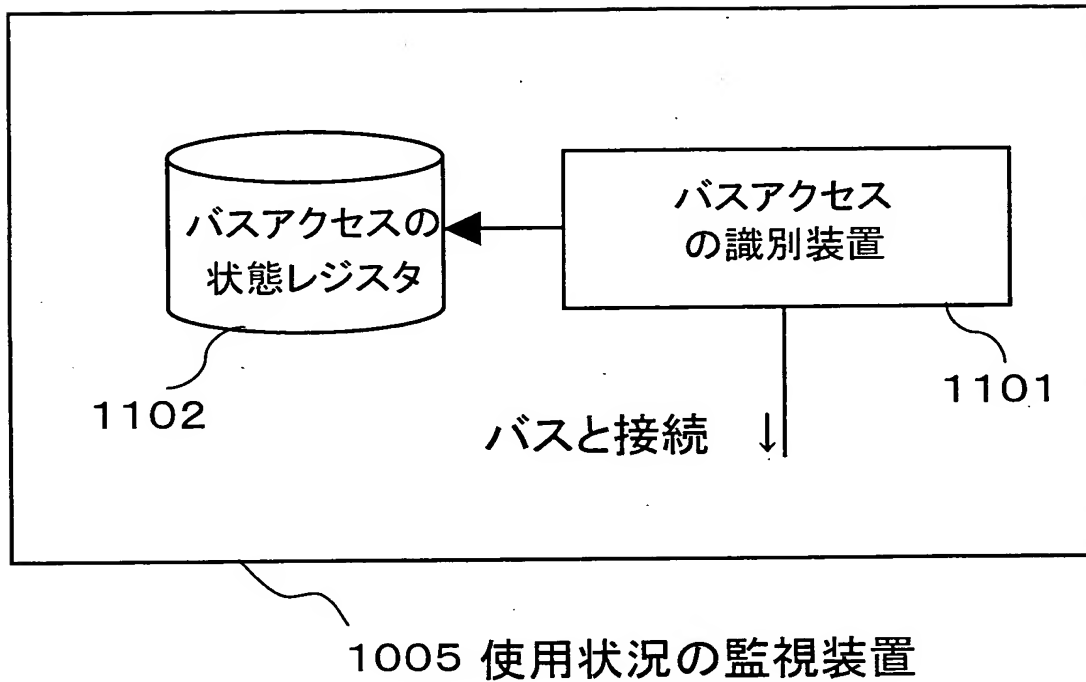 バスアクセスの
状態レジスタ
バスアクセス
の識別装置
1102
1101
バスと接続 ↓
1005 使用状況の監視装置